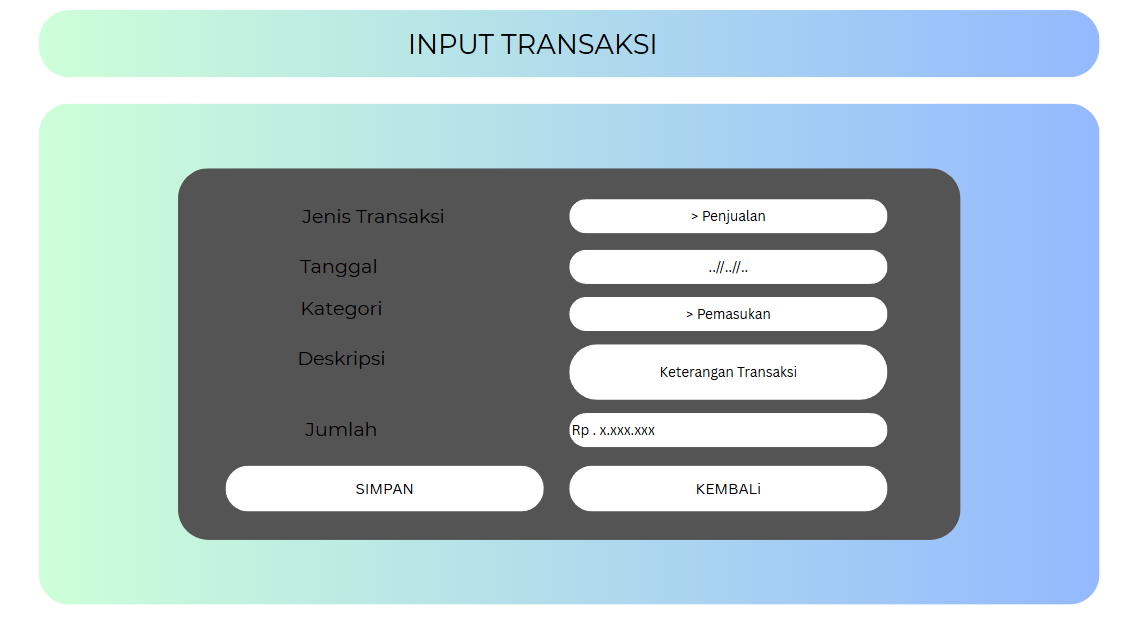 INPUT TRANSAKSI
Jenis Transaksi
> Penjualan
Tanggal
..//..//..
Kategori
> Pemasukan
Deskripsi
Keterangan Transaksi
Jumlah
Rp . x.xxx.xxx
SIMPAN
KEMBALi